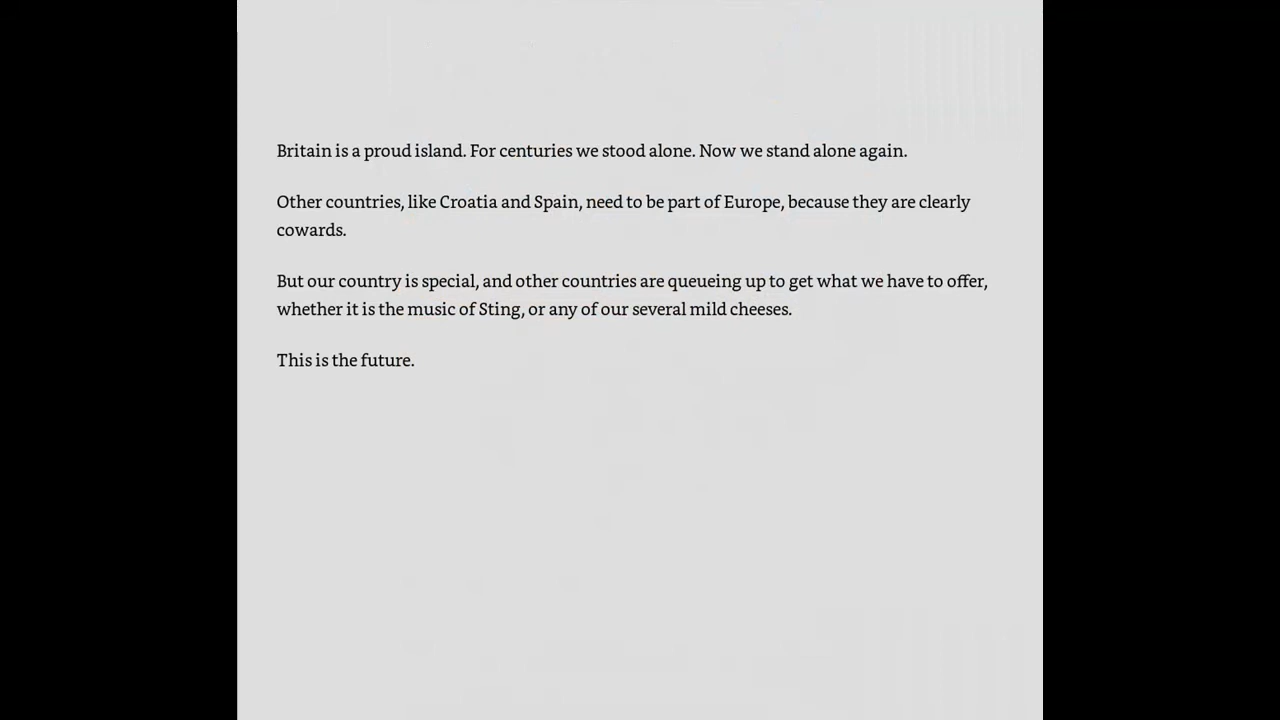 Britain is a proud island. For centuries we stood alone. Now we stand alone again.
Other countries, like Croatia and Spain, need to be part of Europe, because they are clearly
cowards.
But our country is special, and other countries are queueing up to get what we have to offer,
whether it is the music of Sting, or any of our several mild cheeses.
This is the future.